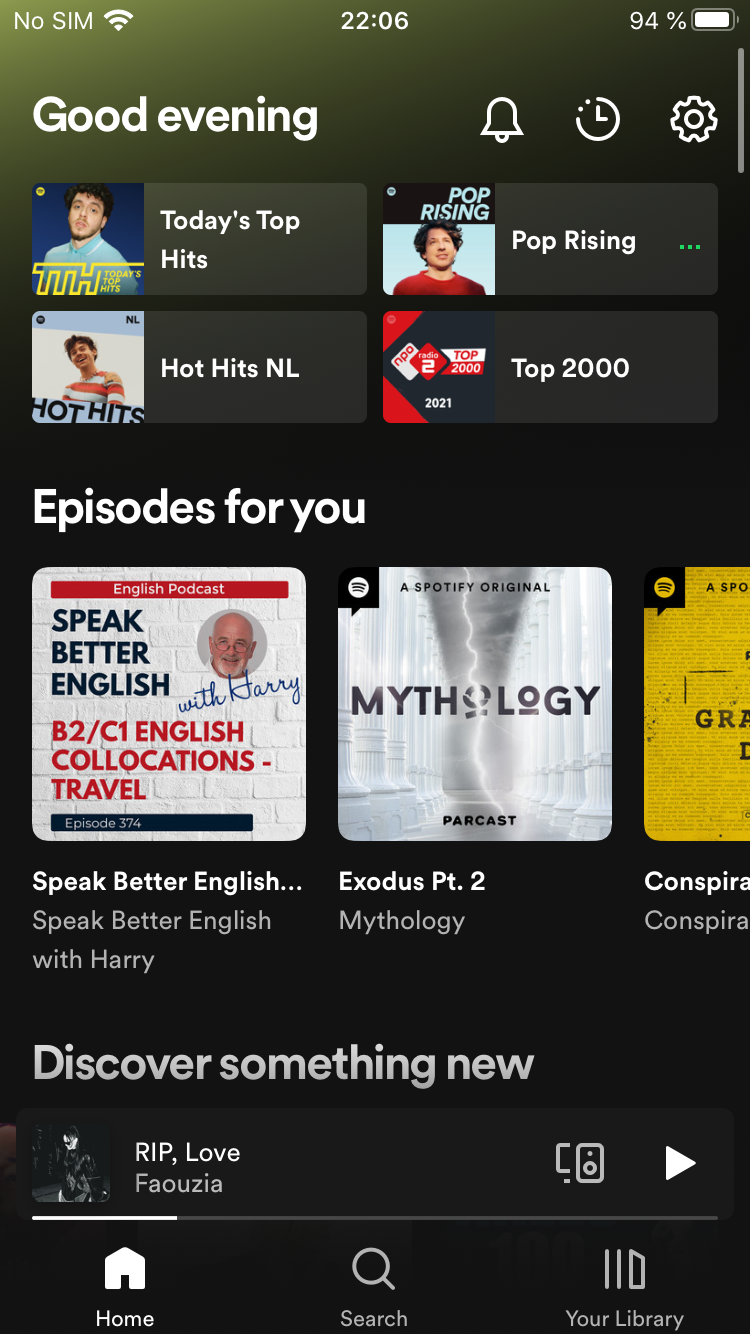 No SIM 22:06 94 %
Good evening
TTH TODAY'S
TOP
HITS
Today's Top
Hits
POP
RISING
Pop Rising
...
NL
HOT HITS
Hot Hits NL
npo radio 2 TOP 2000
2021
Top 2000
Episodes for you
English Podcast
SPEAK
BETTER
ENGLISH
with Harry
B2/C1 ENGLISH
COLLOCATIONS -
TRAVEL
Episode 374
A SPOTIFY ORIGINAL
MYTHOLOGY
PARCAST
A SPO
GRA
D
Speak Better English...
Speak Better English
with Harry
Exodus Pt. 2
Mythology
Conspira
Conspira
Discover something new
RIP, Love
Faouzia
100
Home
Search
Your Library